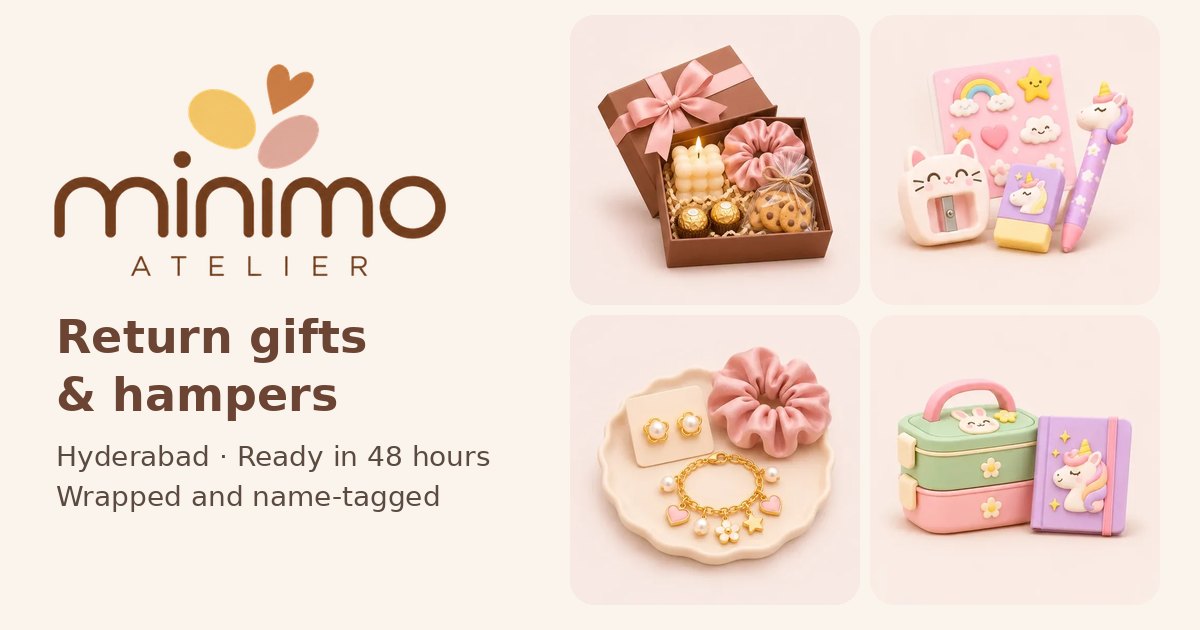 minimo
ATELIER
Return gifts
& hampers
Hyderabad · Ready in 48 hours
Wrapped and name-tagged